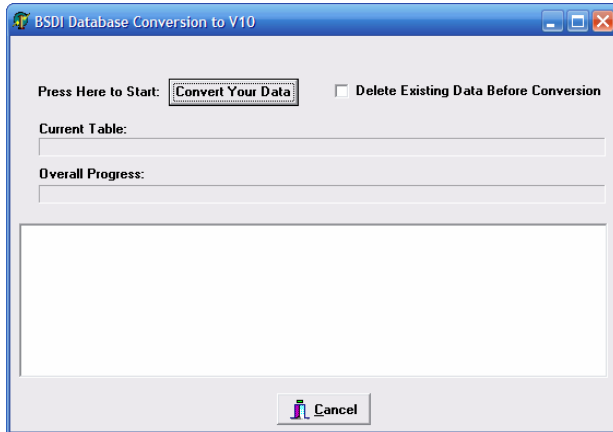 BSDI Database Conversion to V10
Press Here to Start: Convert Your Data Delete Existing Data Before Conversion
Current Table:
Overall Progress:
Cancel